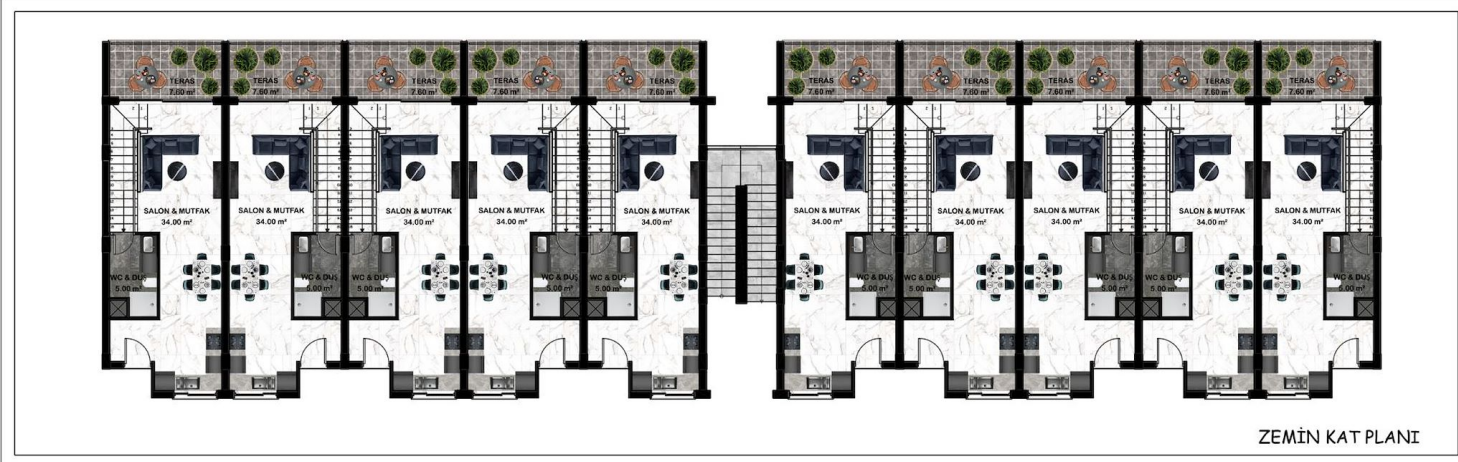 TERAS
7.60 m²
TERAS
7.60 m²
TERAS
7.60 m²
TERAS
7.60 m²
TERAS
7.60 m²
TERAS
7.60 m²
TERAS
7.60 m²
TERAS
7.60 m²
TERAS
7.60 m²
TERAS
7.60 m²
SALON & MUTFAK
34.00 m²
SALON & MUTFAK
34.00 m²
SALON & MUTFAK
34.00 m²
SALON & MUTFAK
34.00 m²
SALON & MUTFAK
34.00 m²
SALON & MUTFAK
34.00 m²
SALON & MUTFAK
34.00 m²
SALON & MUTFAK
34.00 m²
SALON & MUTFAK
34.00 m²
SALON & MUTFAK
34.00 m²
WC & DUŞ
5.00 m²
WC & DUŞ
5.00 m²
WC & DUŞ
5.00 m²
WC & DUŞ
5.00 m²
WC & DUŞ
5.00 m²
WC & DUŞ
5.00 m²
WC & DUŞ
5.00 m²
WC & DUŞ
5.00 m²
WC & DUŞ
5.00 m²
WC & DUŞ
5.00 m²
ZEMİN KAT PLANI